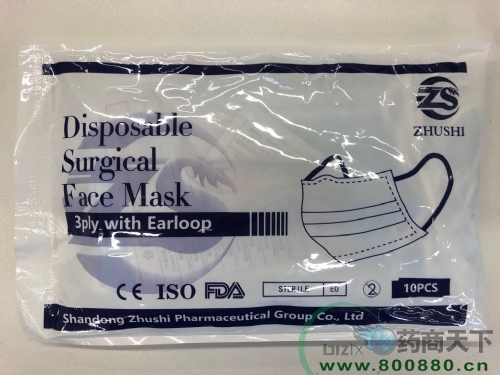 ZS
ZHUSHI
Disposable
Surgical
Face Mask
3ply with Earloop
CE ISO FDA
STERILE EO
2
10PCS
Shandong Zhushi Pharmaceutical Group Co., Ltd
药商天下
www.800880.cn